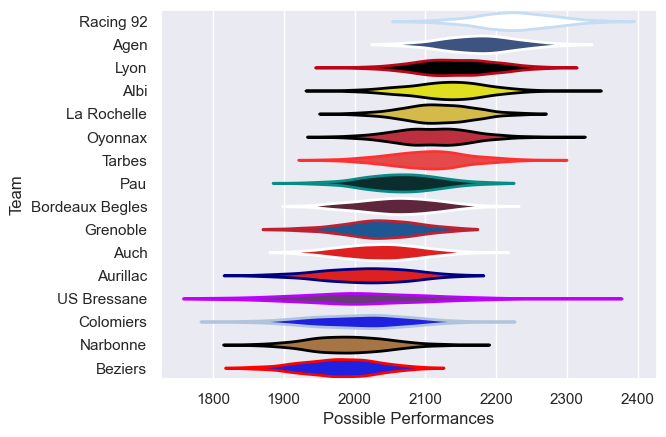 Racing 92
Agen
Lyon
Albi
La Rochelle
Oyonnax
Tarbes
Pau
Bordeaux Begles
Grenoble
Auch
Aurillac
US Bressane
Colomiers
Narbonne
Beziers
Team
1800 1900 2000 2100 2200 2300 2400
Possible Performances